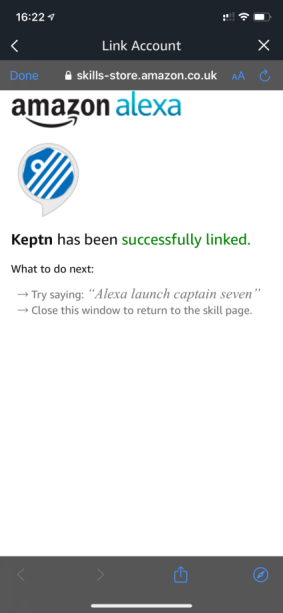 16:22
Link Account
Done skills-store.amazon.co.uk AA
amazon alexa
Keptn has been successfully linked.
What to do next:
→ Try saying: “Alexa launch captain seven”
→ Close this window to return to the skill page.